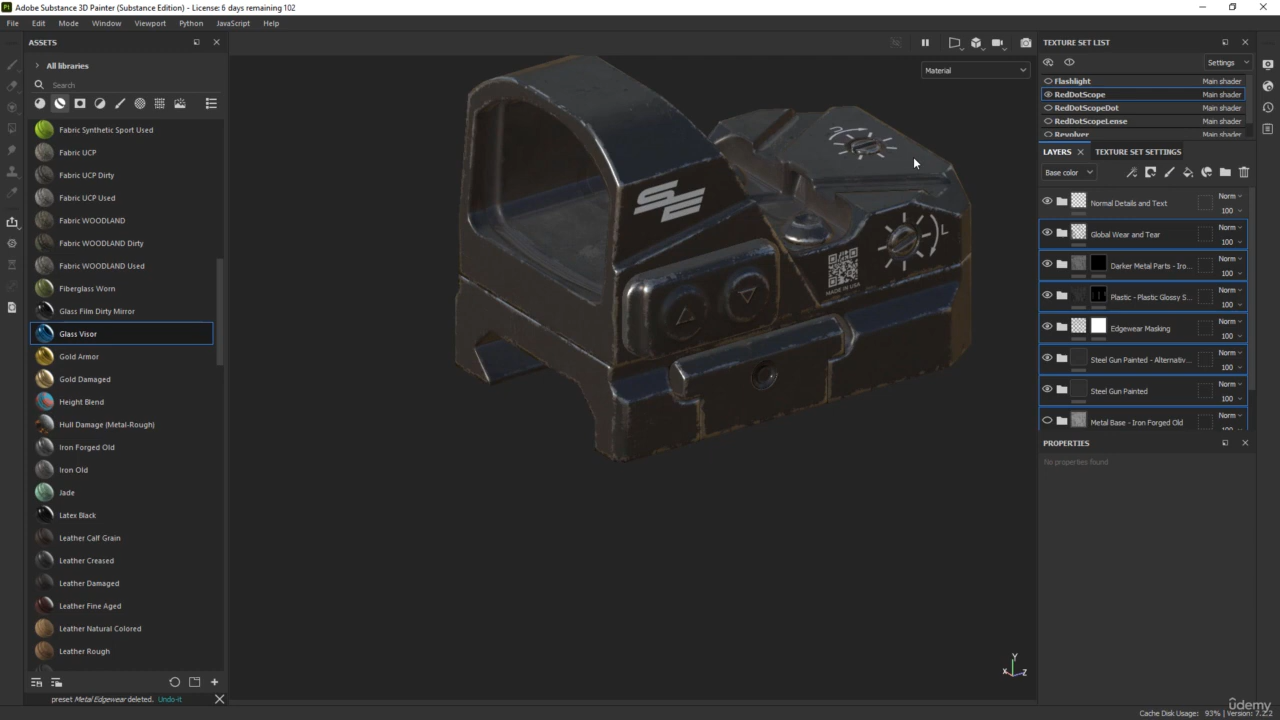 Adobe Substance 3D Painter (Substance Edition) - License: 6 days remaining 102
File Edit Mode Window Viewport Python JavaScript Help
ASSETS
All libraries
Search
Fabric Synthetic Sport Used
Fabric UCP
Fabric UCP Dirty
Fabric UCP Used
Fabric WOODLAND
Fabric WOODLAND Dirty
Fabric WOODLAND Used
Fiberglass Worn
Glass Film Dirty Mirror
Glass Visor
Gold Armor
Gold Damaged
Height Blend
Hull Damage (Metal-Rough)
Iron Forged Old
Iron Old
Jade
Latex Black
Leather Calf Grain
Leather Creased
Leather Damaged
Leather Fine Aged
Leather Natural Colored
Leather Rough
preset Metal Edgewear deleted. Undo-it
Material
SE
MADE IN USA
L
Y
X
Z
TEXTURE SET LIST
Settings
Flashlight Main shader
RedDotScope Main shader
RedDotScopeDot Main shader
RedDotScopeLense Main shader
Revolver Main shader
LAYERS TEXTURE SET SETTINGS
Base color
Normal Details and Text Norm 100
Global Wear and Tear Norm 100
Darker Metal Parts - Iro... Norm 100
Plastic - Plastic Glossy S... Norm 100
Edgewear Masking Norm 100
Steel Gun Painted - Alternativ... Norm 100
Steel Gun Painted Norm 100
Metal Base - Iron Forged Old Norm 100
PROPERTIES
No properties found
udemy
Cache Disk Usage: 93% | Version: 7.2.2